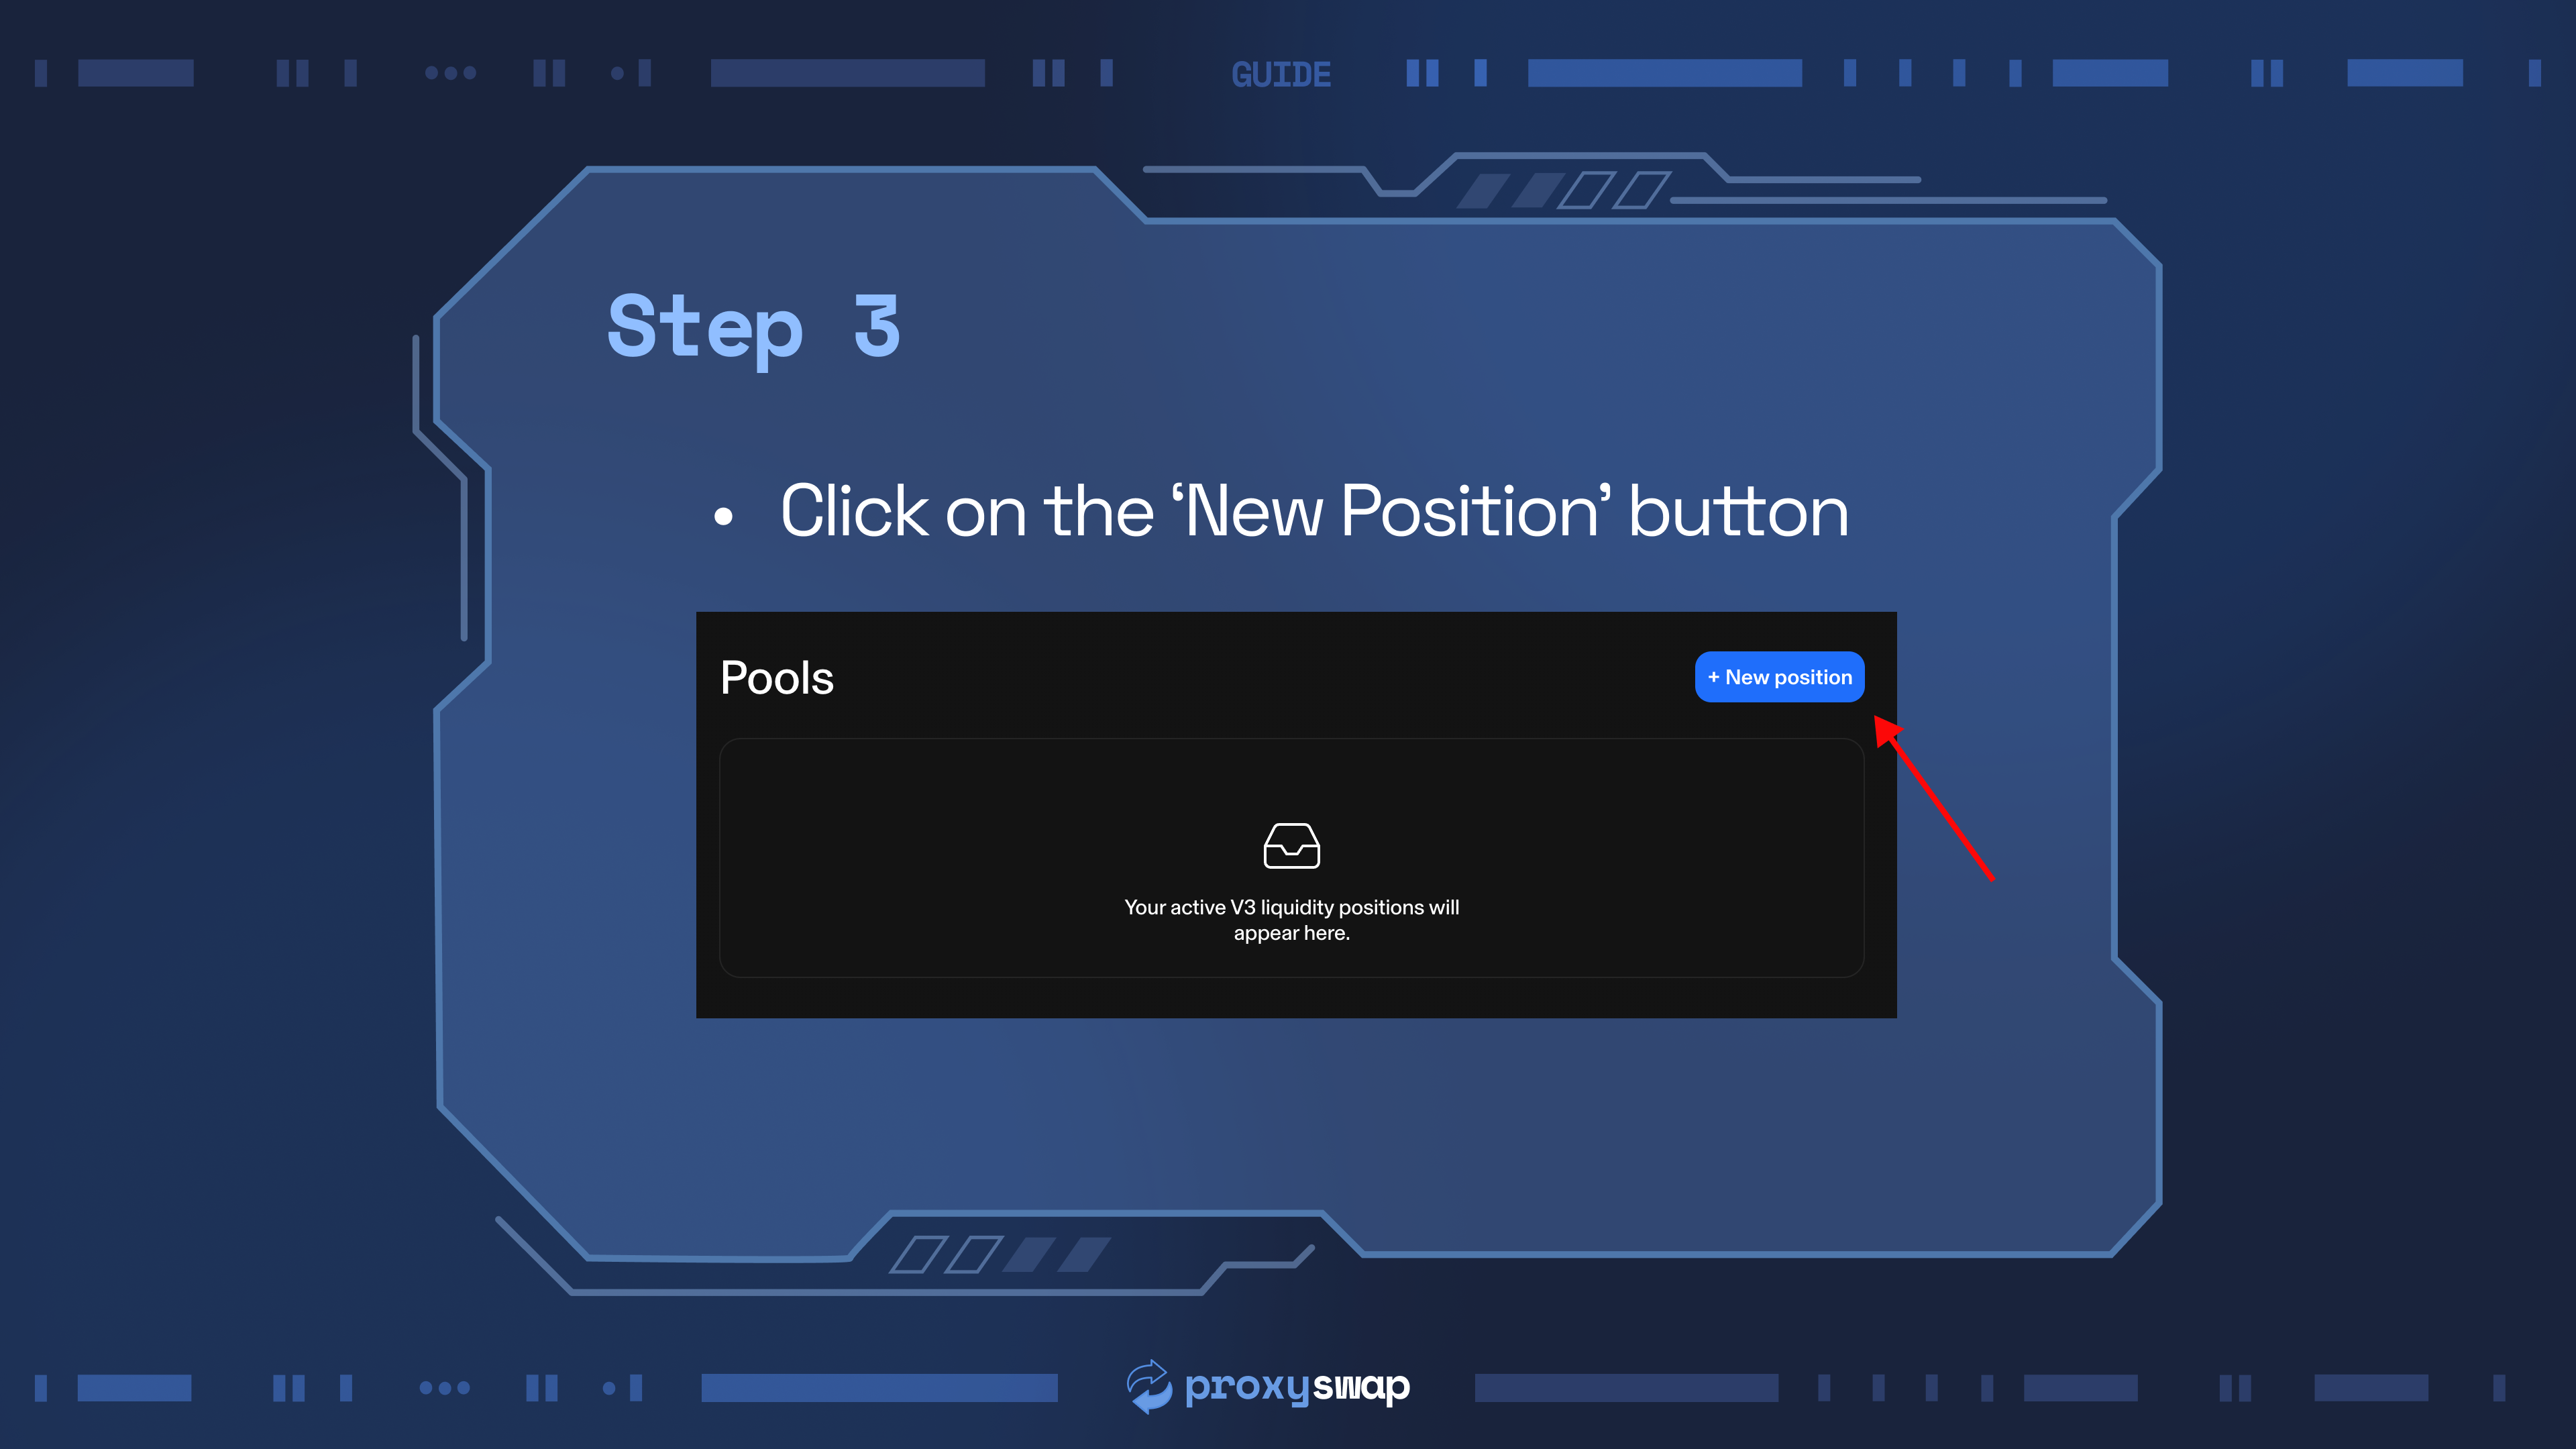 GUIDE
Step 3
• Click on the ‘New Position’ button
Pools
+ New position
Your active V3 liquidity positions will
appear here.
proxyswap